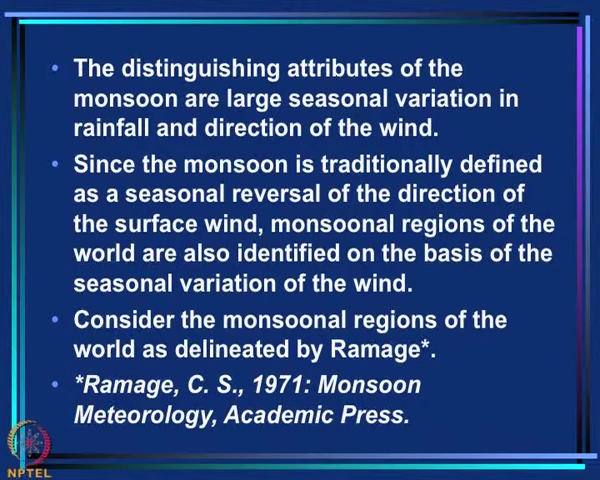 • The distinguishing attributes of the
monsoon are large seasonal variation in
rainfall and direction of the wind.
• Since the monsoon is traditionally defined
as a seasonal reversal of the direction of
the surface wind, monsoonal regions of the
world are also identified on the basis of the
seasonal variation of the wind.
• Consider the monsoonal regions of the
world as delineated by Ramage*.
• *Ramage, C. S., 1971: Monsoon
Meteorology, Academic Press.
NPTEL